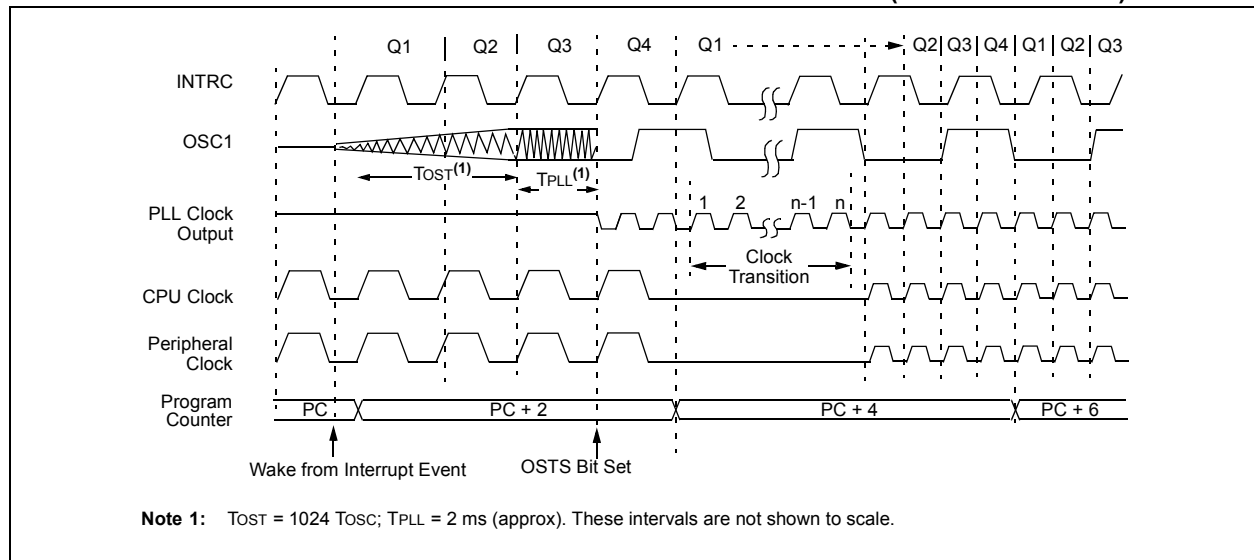 Q1 Q2 Q3 Q4 Q1 Q2 Q3 Q4 Q1 Q2 Q3
INTRC
OSC1
TOST(1) TPLL(1)
PLL Clock Output
1 2 n-1 n
Clock
Transition
CPU Clock
Peripheral
Clock
Program
Counter
PC PC + 2 PC + 4 PC + 6
Wake from Interrupt Event OSTS Bit Set
Note 1: TOST = 1024 TOSC; TPLL = 2 ms (approx). These intervals are not shown to scale.